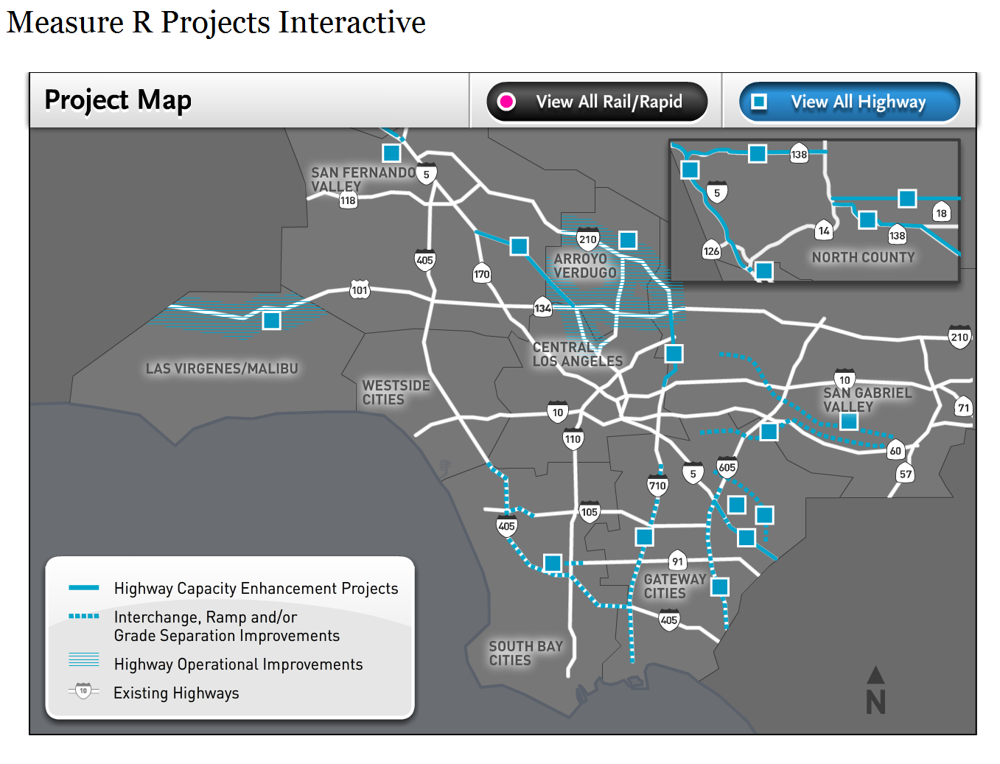 Measure R Projects Interactive
Project Map
View All Rail/Rapid
View All Highway
138
5
18
14
138
126
NORTH COUNTY
SAN FERNANDO
VALLEY
5
118
210
ARROYO
VERDUGO
405
170
101
134
210
CENTRAL
LOS ANGELES
LAS VIRGENES/MALIBU
WESTSIDE
CITIES
10
SAN GABRIEL
VALLEY
71
10
110
60
57
5
605
710
105
405
91
GATEWAY
CITIES
405
SOUTH BAY
CITIES
Highway Capacity Enhancement Projects
Interchange, Ramp and/or
Grade Separation Improvements
Highway Operational Improvements
10
Existing Highways
N